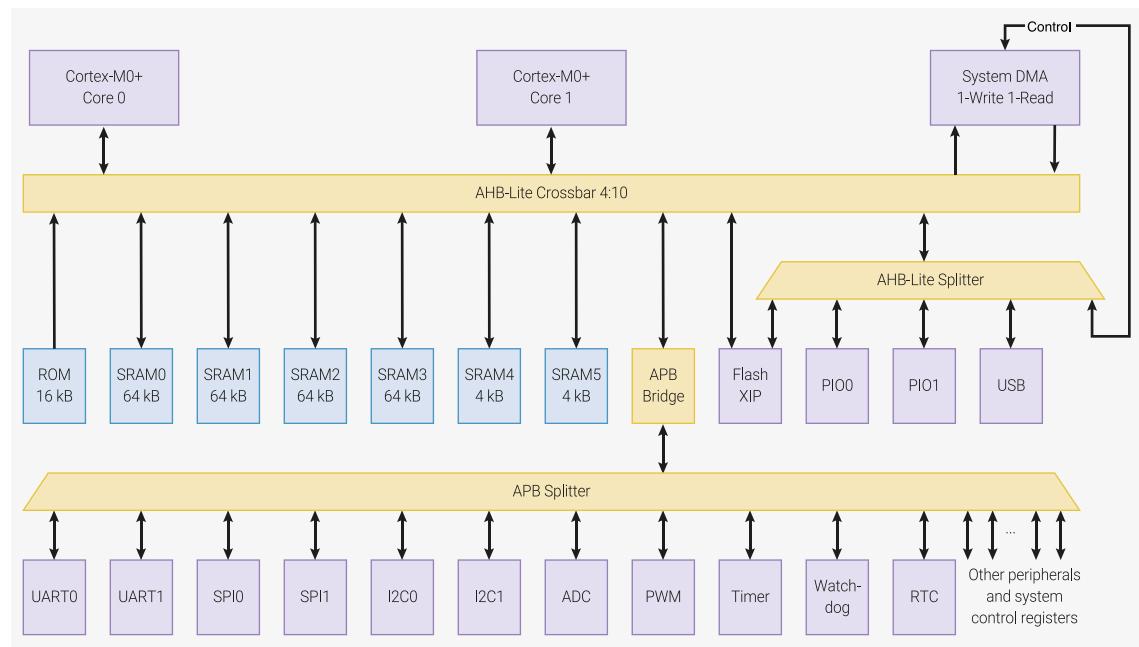 Control
Cortex-M0+
Core 0
Cortex-M0+
Core 1
System DMA
1-Write 1-Read
AHB-Lite Crossbar 4:10
AHB-Lite Splitter
ROM
16 kB
SRAM0
64 kB
SRAM1
64 kB
SRAM2
64 kB
SRAM3
64 kB
SRAM4
4 kB
SRAM5
4 kB
APB
Bridge
Flash
XIP
PIO0
PIO1
USB
APB Splitter
...
UART0
UART1
SPI0
SPI1
I2C0
I2C1
ADC
PWM
Timer
Watch-
dog
RTC
Other peripherals
and system
control registers